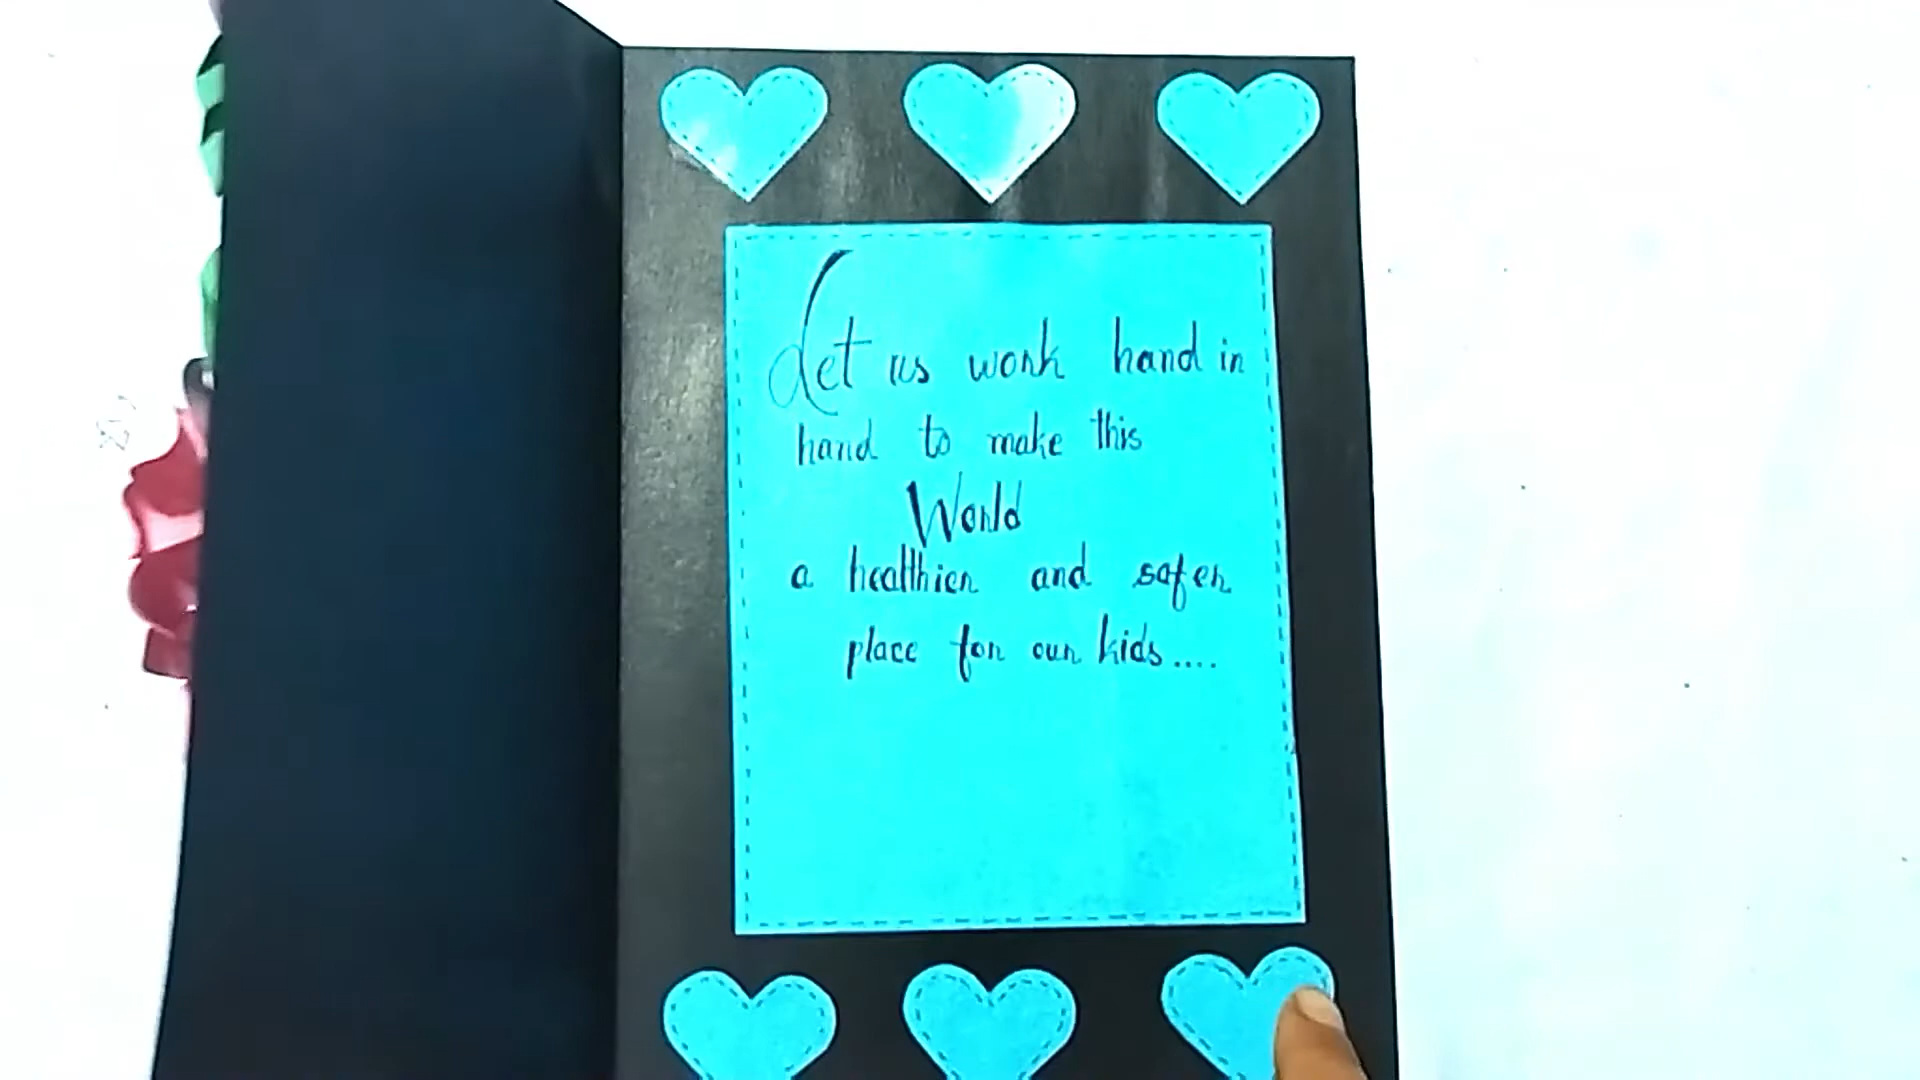 Let us work hand in
hand to make this
World
a healthier and safer
place for our kids....